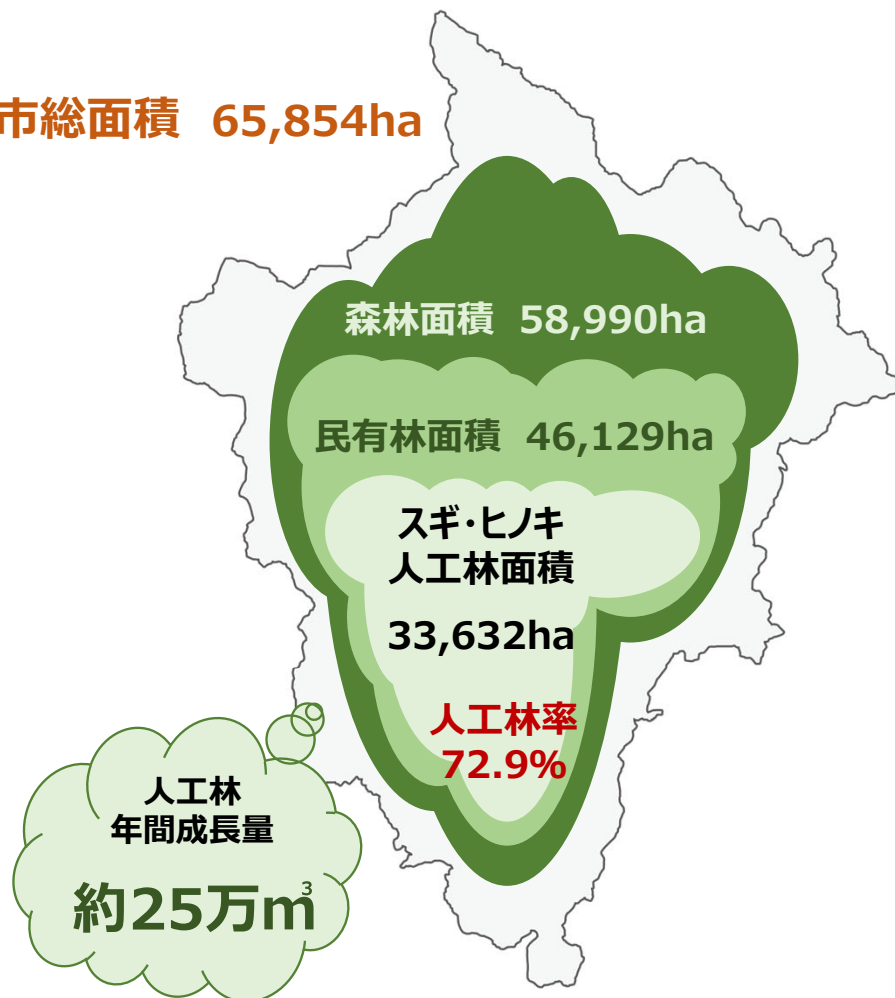 市総面積 65,854ha
森林面積 58,990ha
民有林面積 46,129ha
スギ・ヒノキ
人工林面積
33,632ha
人工林率
72.9%
人工林
年間成長量
約25万㎥